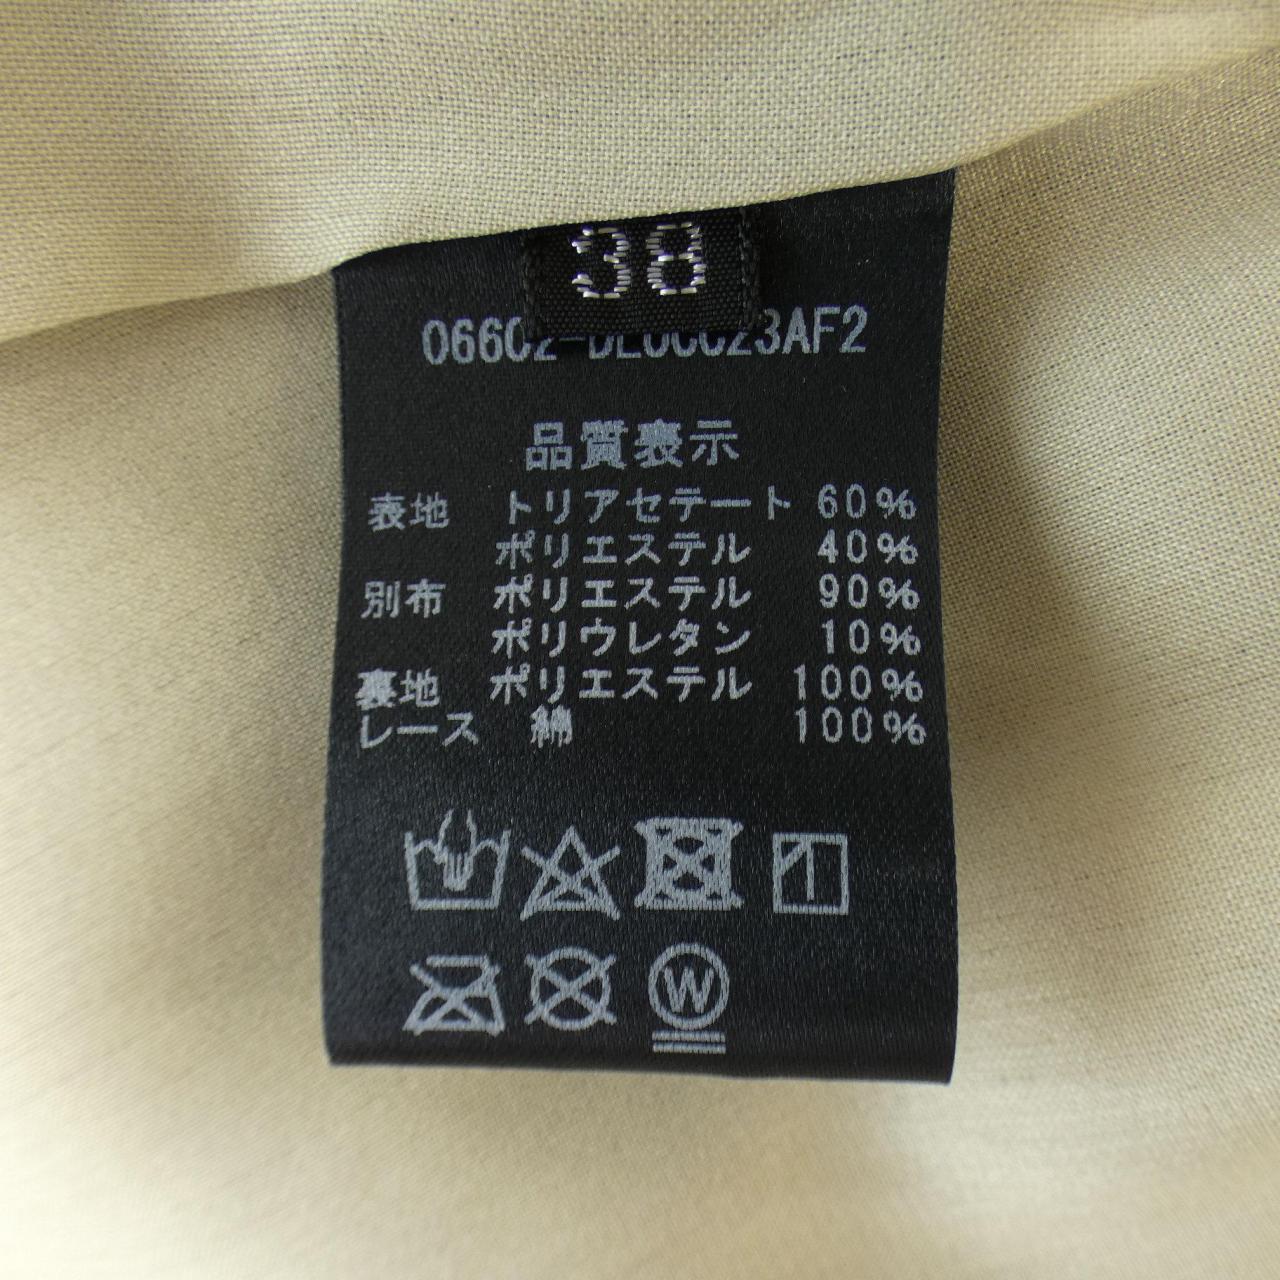 38
品質表示
表地 トリアセテート 60%
ポリエステル 40%
別布 ポリエステル 90%
ポリウレタン 10%
裏地 ポリエステル 100%
レース 綿 100%
W